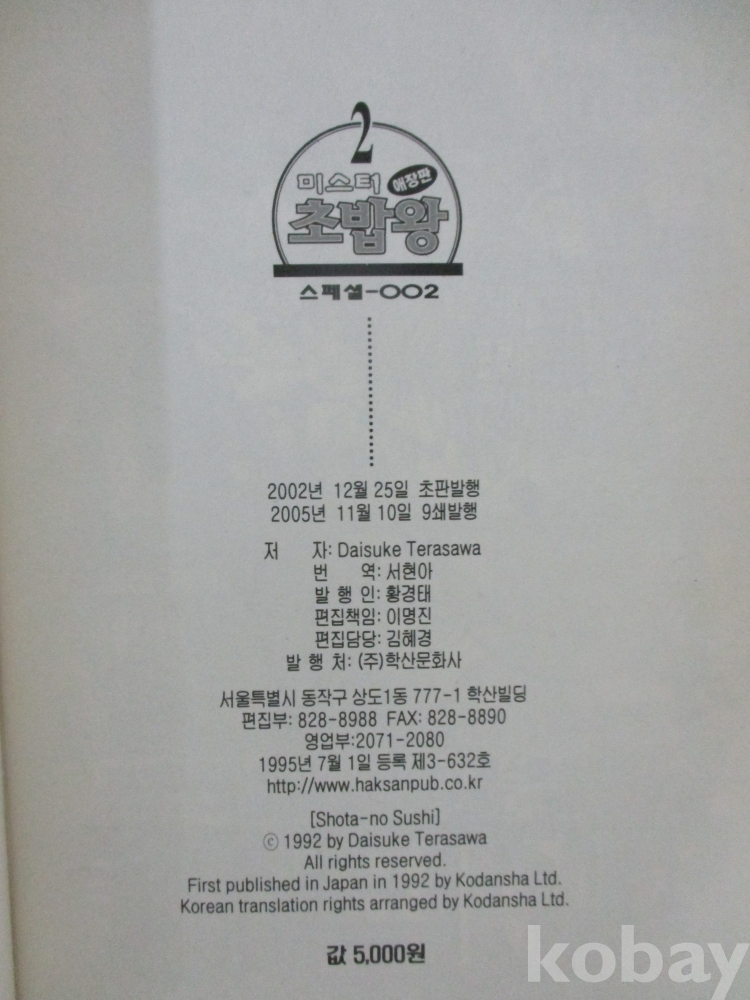 2
미스터 애장판
초밥왕
스페셜-002
2002년 12월 25일 초판발행
2005년 11월 10일 9쇄발행
저 자: Daisuke Terasawa
번 역: 서현아
발 행 인: 황경태
편집책임: 이명진
편집담당: 김혜경
발 행 처: (주)학산문화사
서울특별시 동작구 상도1동 777-1 학산빌딩
편집부: 828-8988 FAX: 828-8890
영업부:2071-2080
1995년 7월 1일 등록 제3-632호
http://www.haksanpub.co.kr
[Shota-no Sushi]
ⓒ 1992 by Daisuke Terasawa
All rights reserved.
First published in Japan in 1992 by Kodansha Ltd.
Korean translation rights arranged by Kodansha Ltd.
값 5,000원
kobay